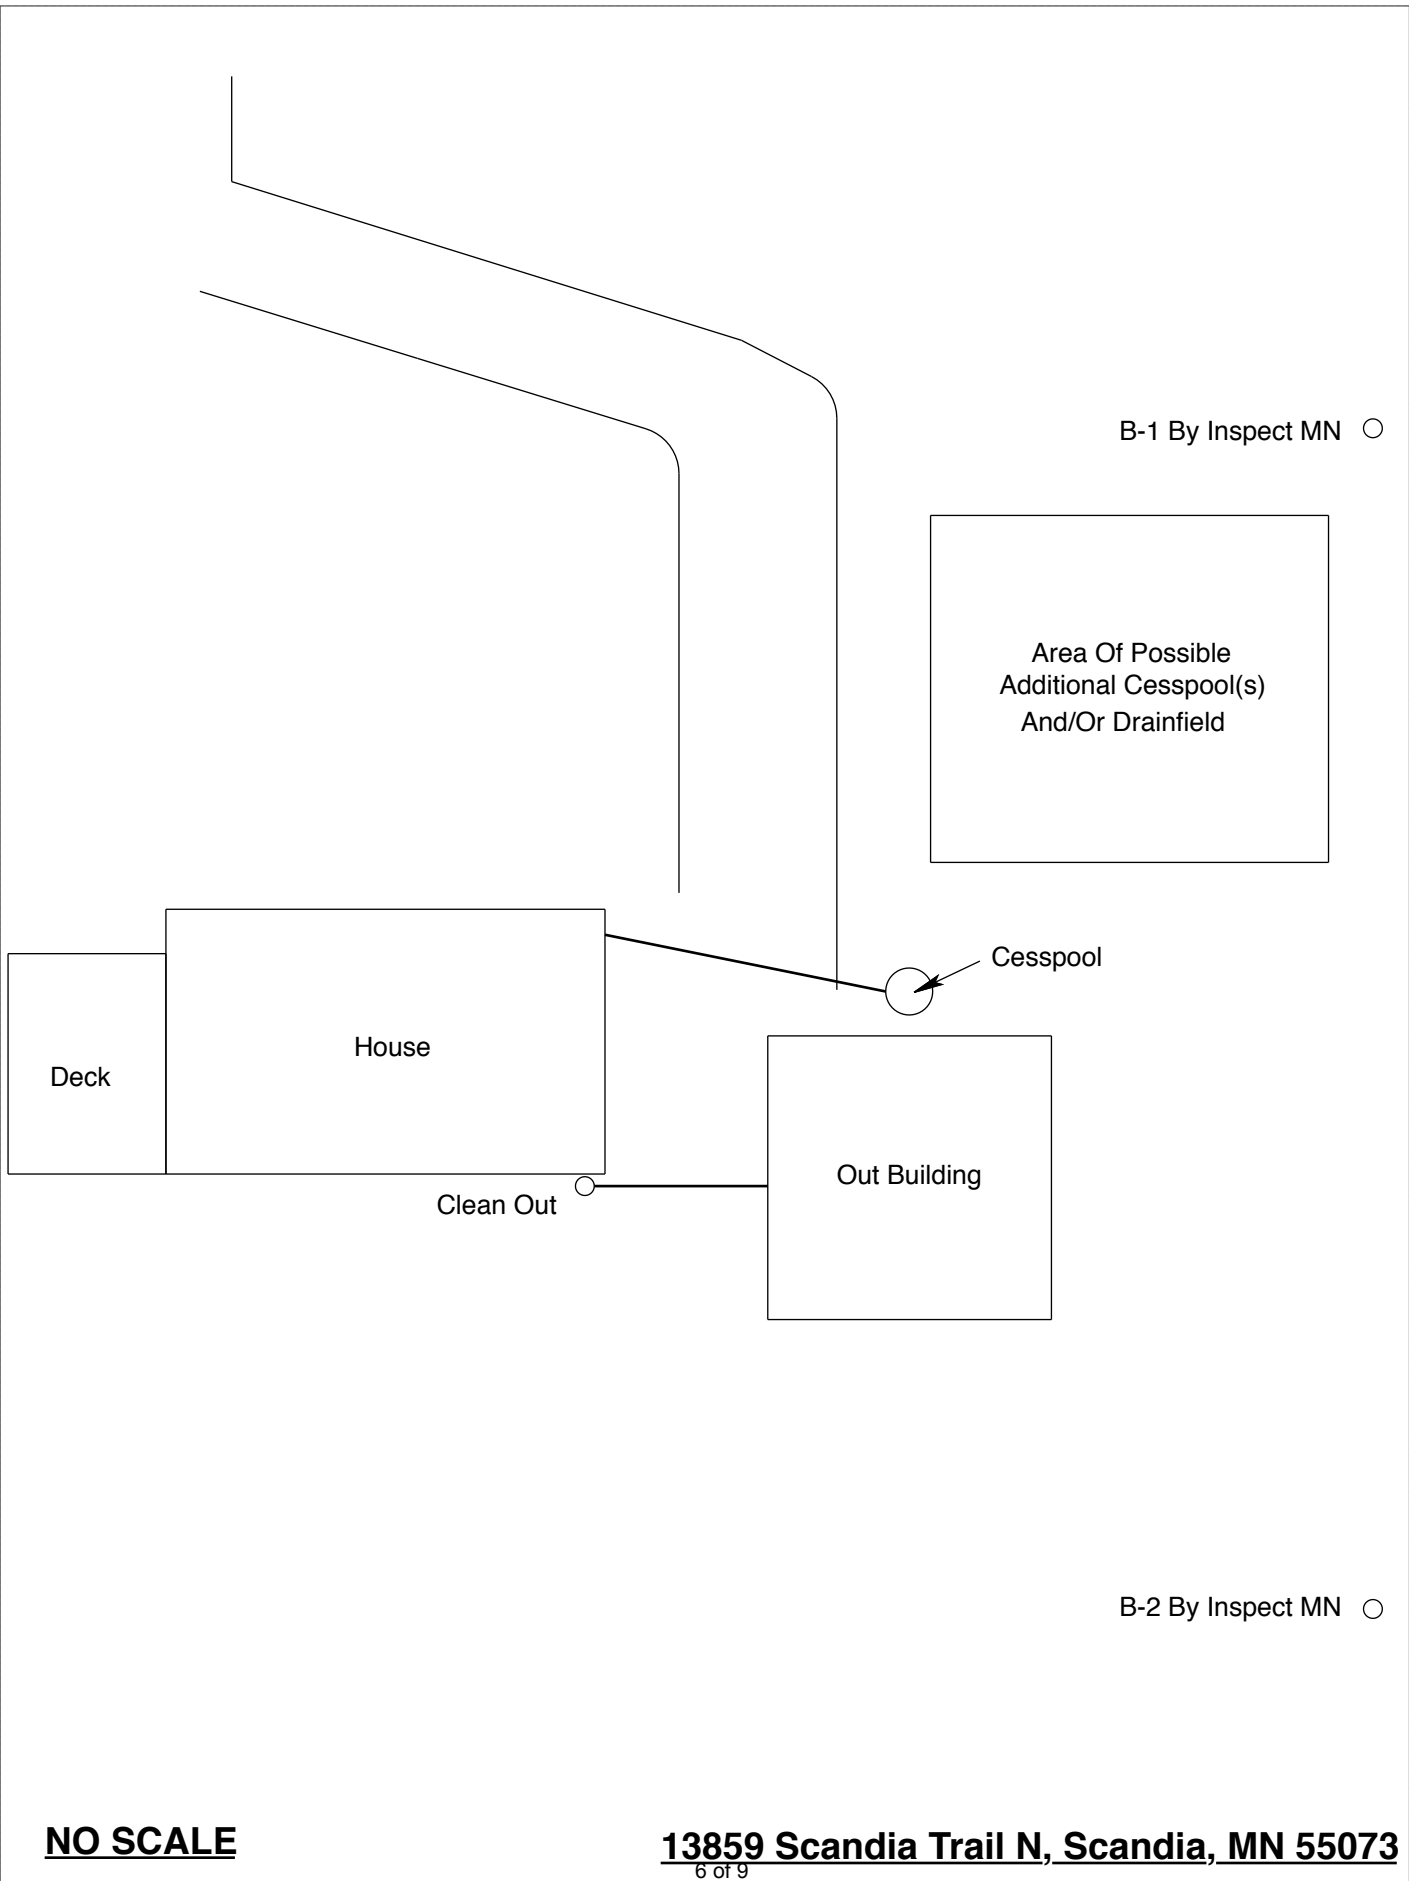 B-1 By Inspect MN
Area Of Possible
Additional Cesspool(s)
And/Or Drainfield
Cesspool
House
Deck
Out Building
Clean Out
B-2 By Inspect MN
NO SCALE
13859 Scandia Trail N, Scandia, MN 55073
6 of 9